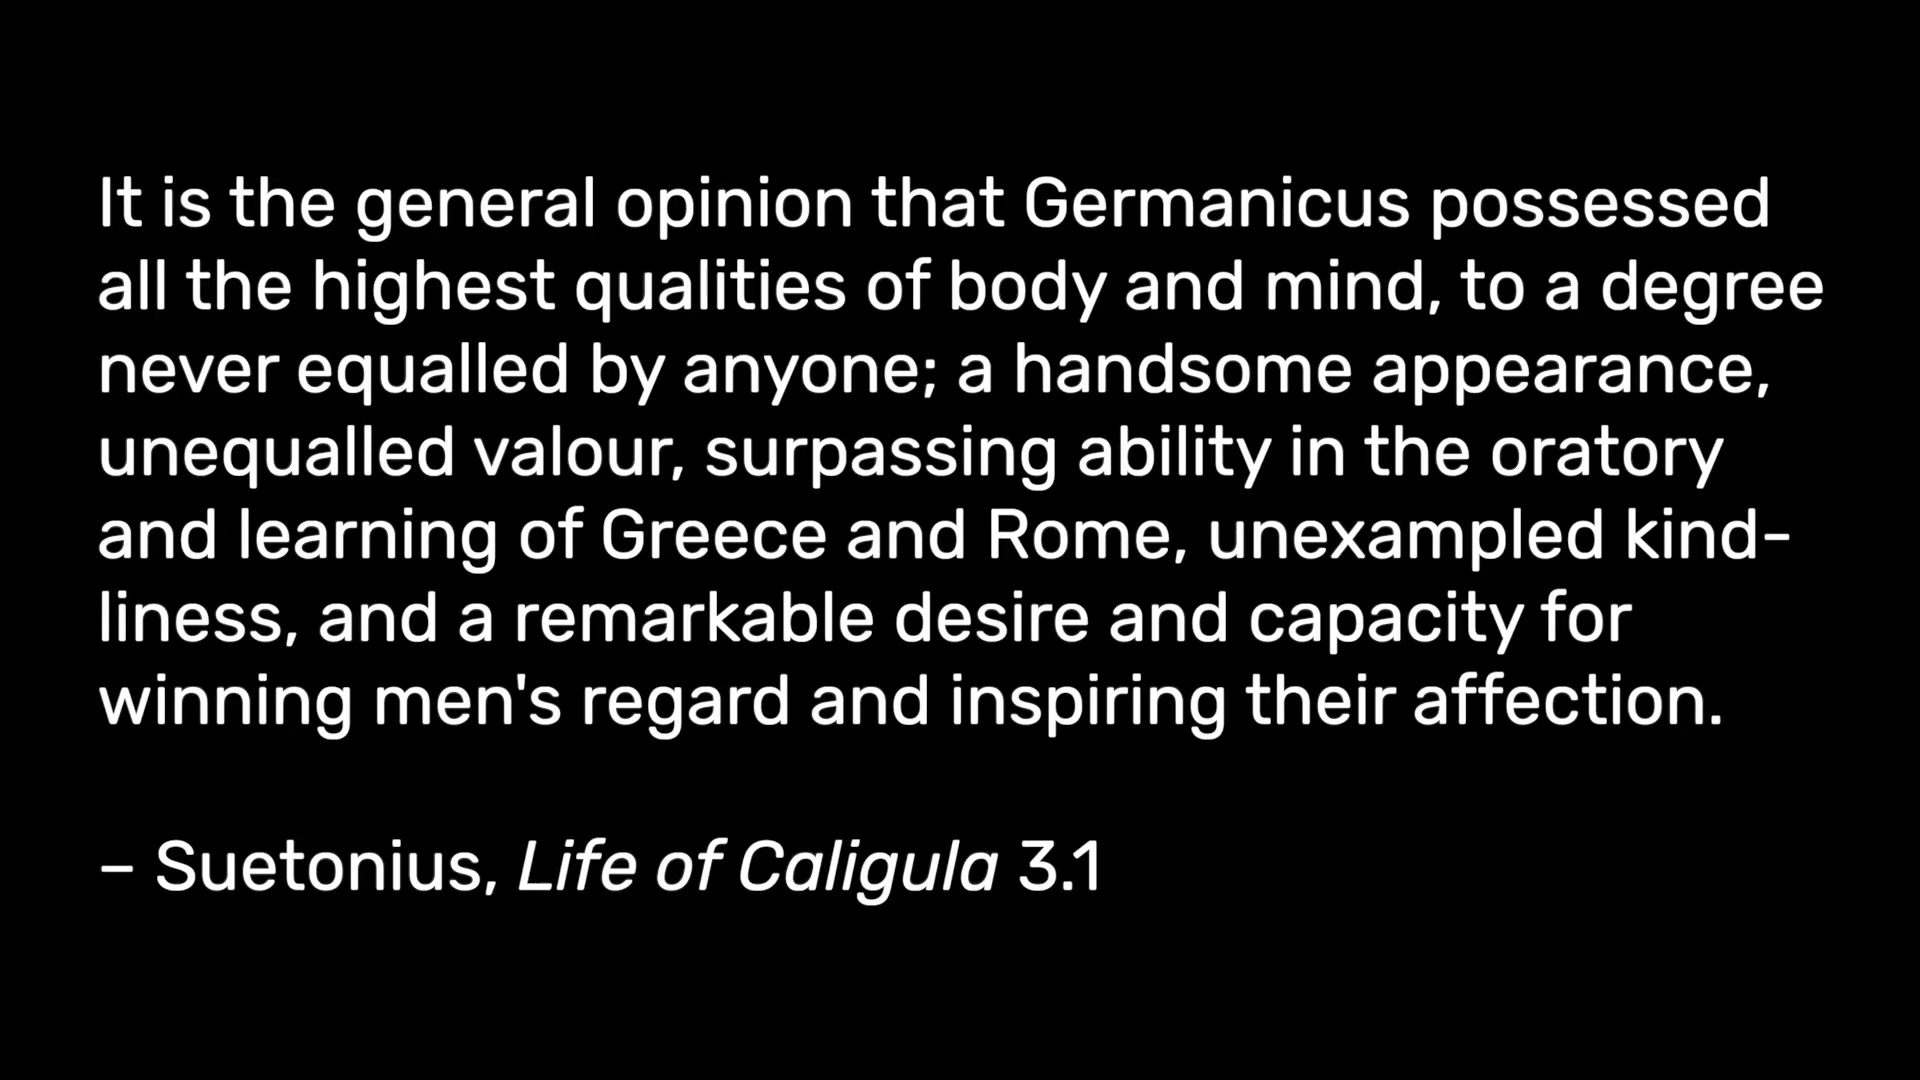 It is the general opinion that Germanicus possessed
all the highest qualities of body and mind, to a degree
never equalled by anyone; a handsome appearance,
unequalled valour, surpassing ability in the oratory
and learning of Greece and Rome, unexampled kind-
liness, and a remarkable desire and capacity for
winning men's regard and inspiring their affection.
– Suetonius, Life of Caligula 3.1